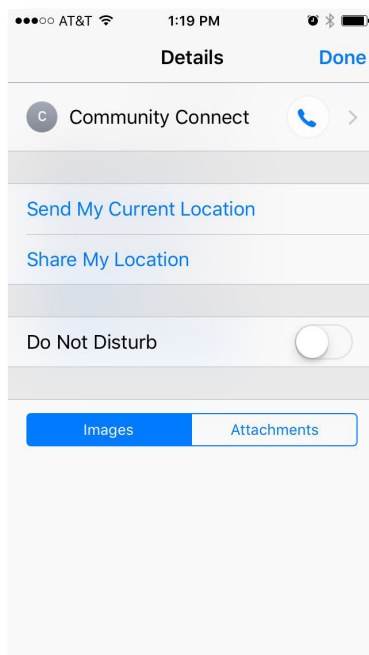 AT&T 1:19 PM
Details Done
C Community Connect
Send My Current Location
Share My Location
Do Not Disturb
Images Attachments